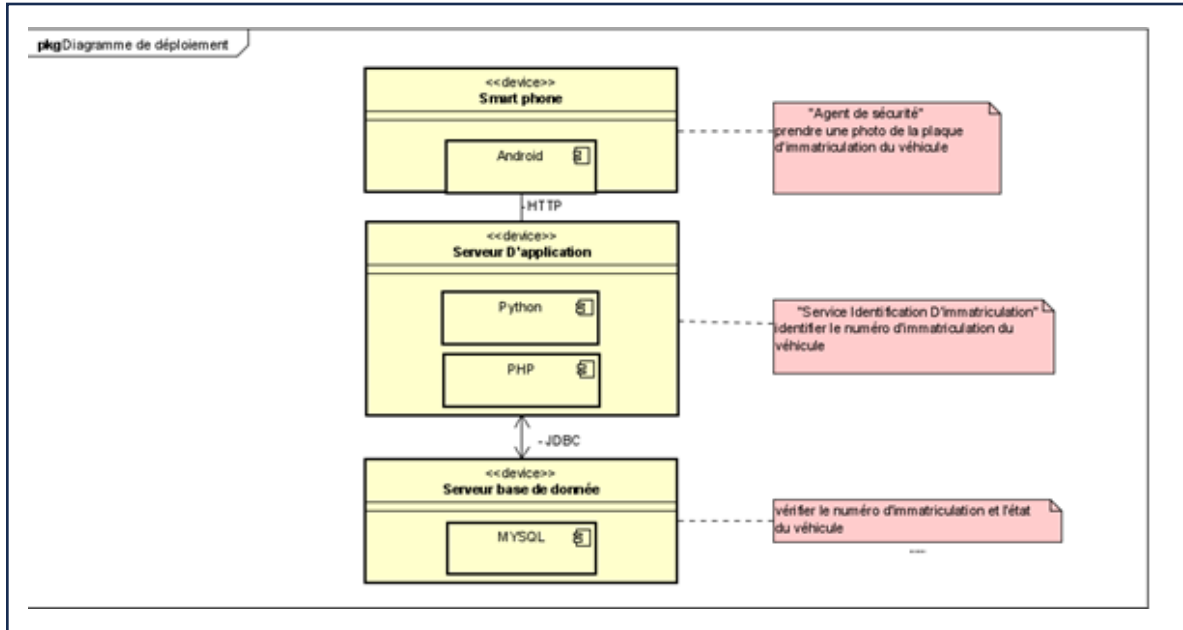 pkg Diagramme de déploiement
<<device>>
Smart phone
Android
"Agent de sécurité"
prendre une photo de la plaque
d'immatriculation du véhicule
-HTTP
<<device>>
Serveur D'application
Python
PHP
"Service Identification D'immatriculation"
identifier le numéro d'immatriculation du
véhicule
-JDBC
<<device>>
Serveur base de donnée
MYSQL
vérifier le numéro d'immatriculation et l'état
du véhicule